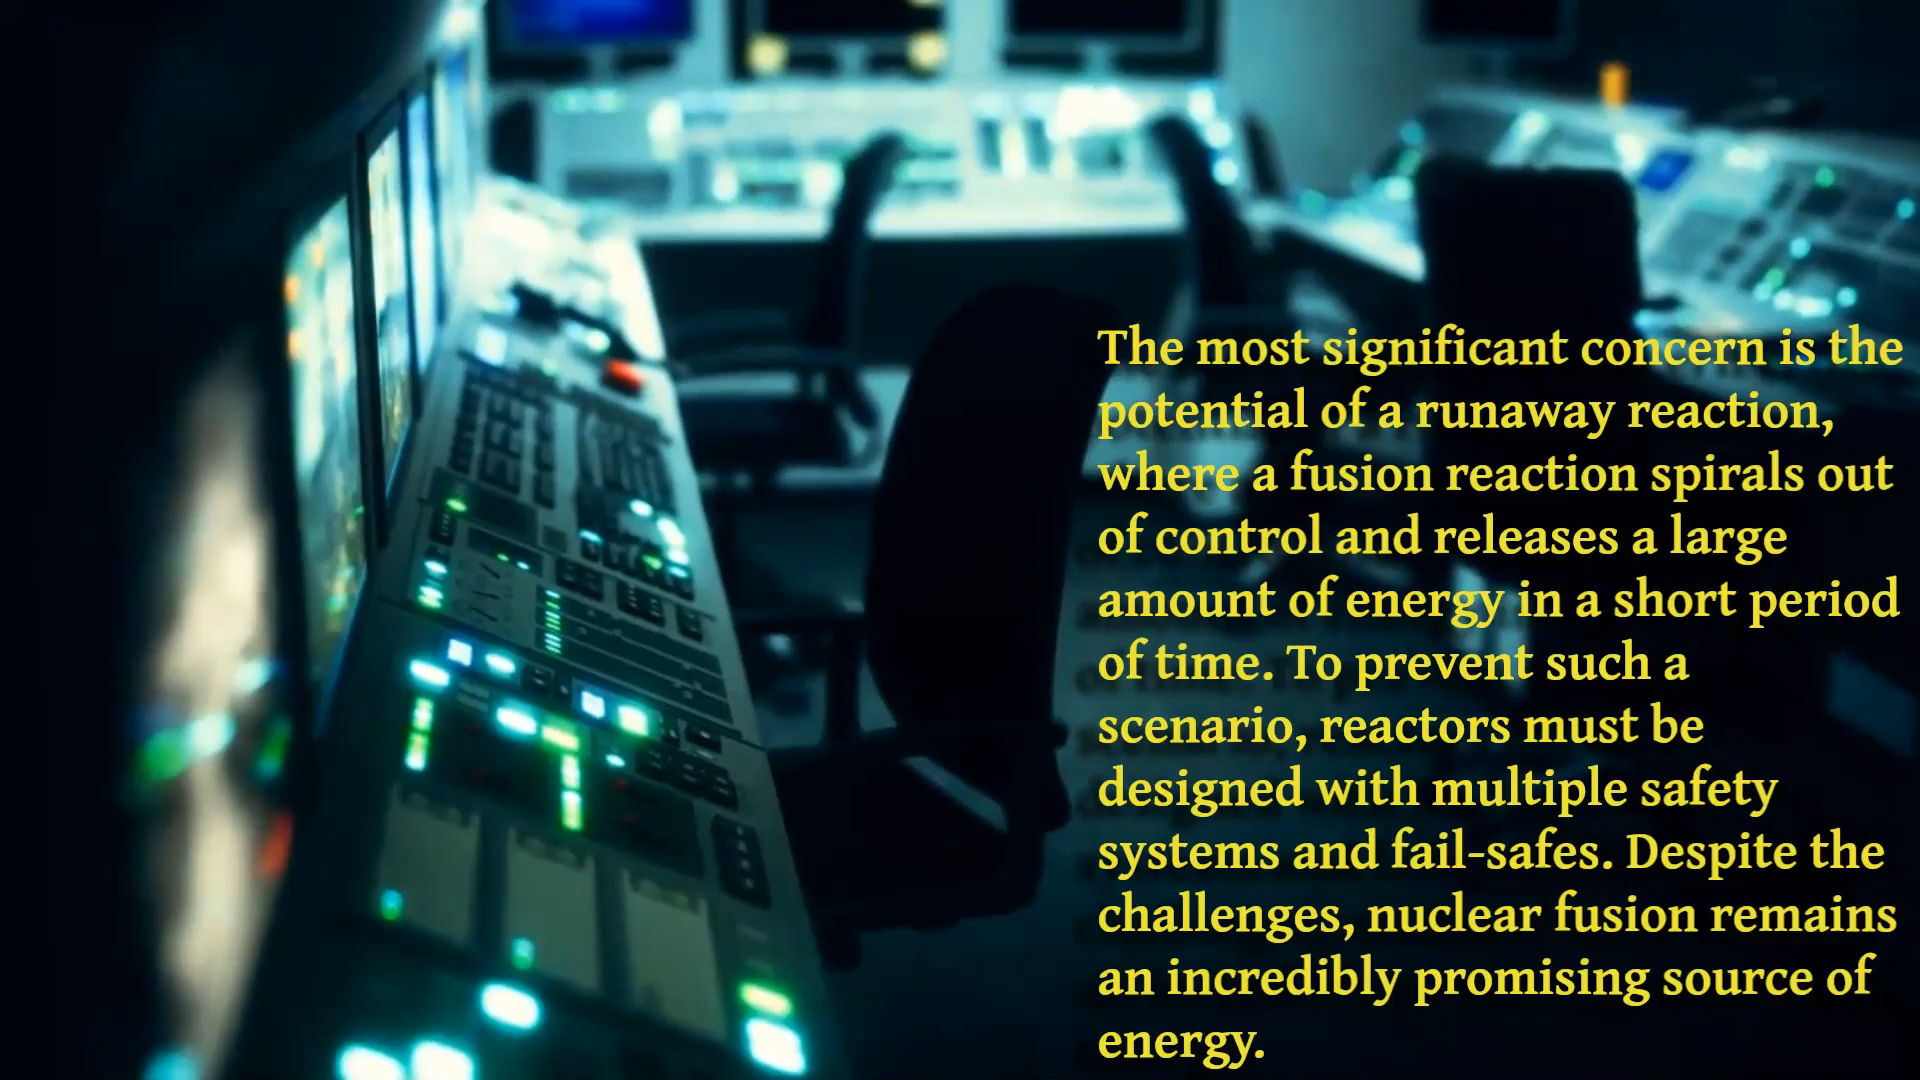 The most significant concern is the
potential of a runaway reaction,
where a fusion reaction spirals out
of control and releases a large
amount of energy in a short period
of time. To prevent such a
scenario, reactors must be
designed with multiple safety
systems and fail-safes. Despite the
challenges, nuclear fusion remains
an incredibly promising source of
energy.